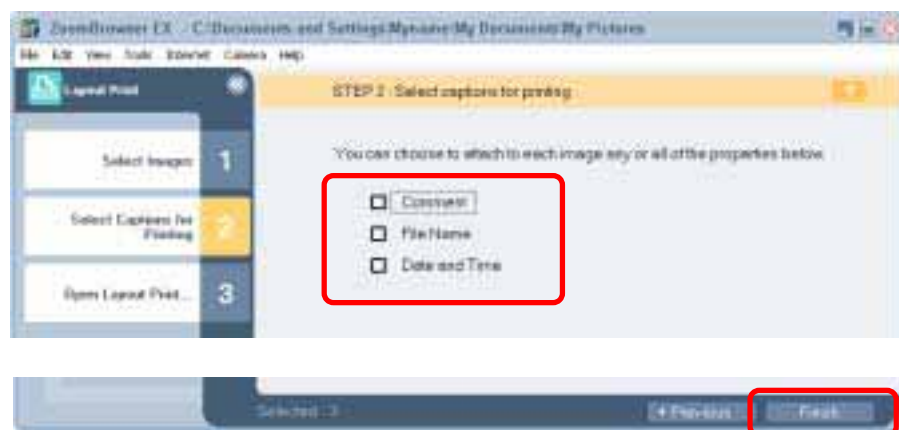 ZoomBrowser EX - C:\Documents and Settings\Myname\My Documents\My Pictures
File Edit View Tools Internet Camera Help
Layout Print
STEP 2 : Select captions for printing
Select Images 1
You can choose to attach to each image any or all of the properties below.
Comment
Select Captions for Printing 2
File Name
Date and Time
Open Layout Print... 3
Selected : 3
Previous
Finish